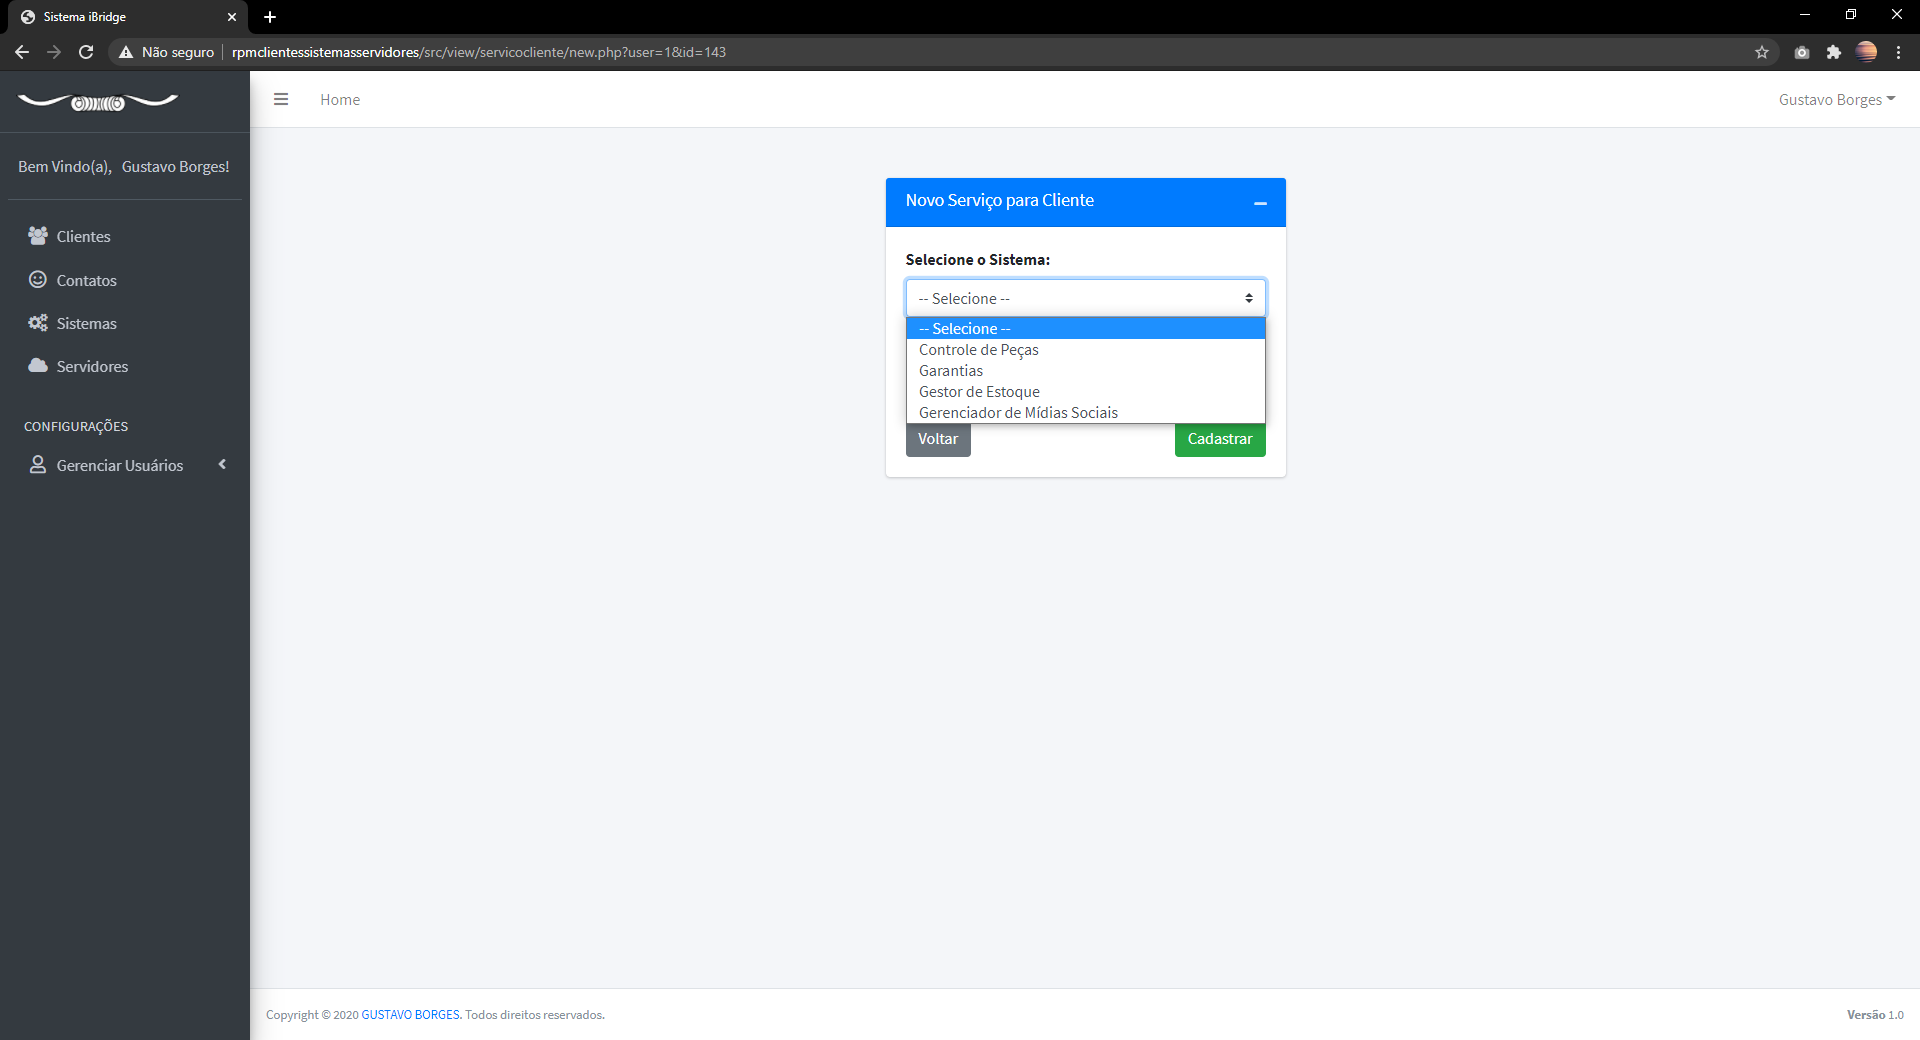 Sistema iBridge
Não seguro
rpmclientessistemasservidores/src/view/servicocliente/new.php?user=1&id=143
Home
Gustavo Borges
Bem Vindo(a), Gustavo Borges!
Clientes
Contatos
Sistemas
Servidores
CONFIGURAÇÕES
Gerenciar Usuários
Novo Serviço para Cliente
Selecione o Sistema:
-- Selecione --
-- Selecione --
Controle de Peças
Garantias
Gestor de Estoque
Gerenciador de Mídias Sociais
Voltar
Cadastrar
Copyright © 2020 GUSTAVO BORGES. Todos direitos reservados.
Versão 1.0